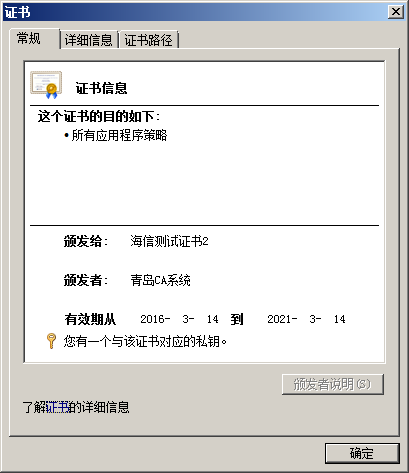 证书
常规 详细信息 证书路径
证书信息
这个证书的目的如下:
•所有应用程序策略
颁发给: 海信测试证书2
颁发者: 青岛CA系统
有效期从 2016- 3- 14 到 2021- 3- 14
您有一个与该证书对应的私钥。
颁发者说明(S)
了解证书的详细信息
确定